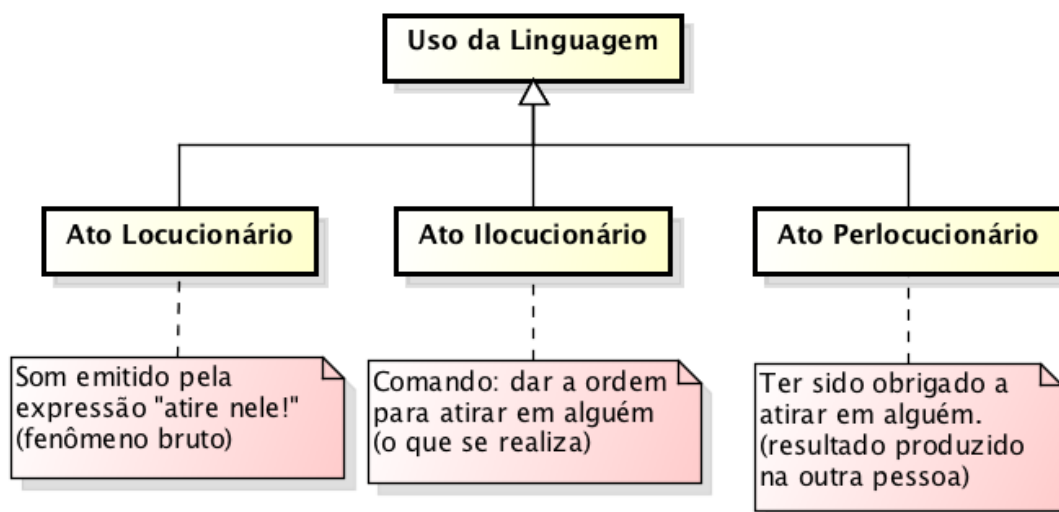 Uso da Linguagem
Ato Locucionário
Ato Ilocucionário
Ato Perlocucionário
Som emitido pela
expressão "atire nele!"
(fenômeno bruto)
Comando: dar a ordem
para atirar em alguém
(o que se realiza)
Ter sido obrigado a
atirar em alguém.
(resultado produzido
na outra pessoa)